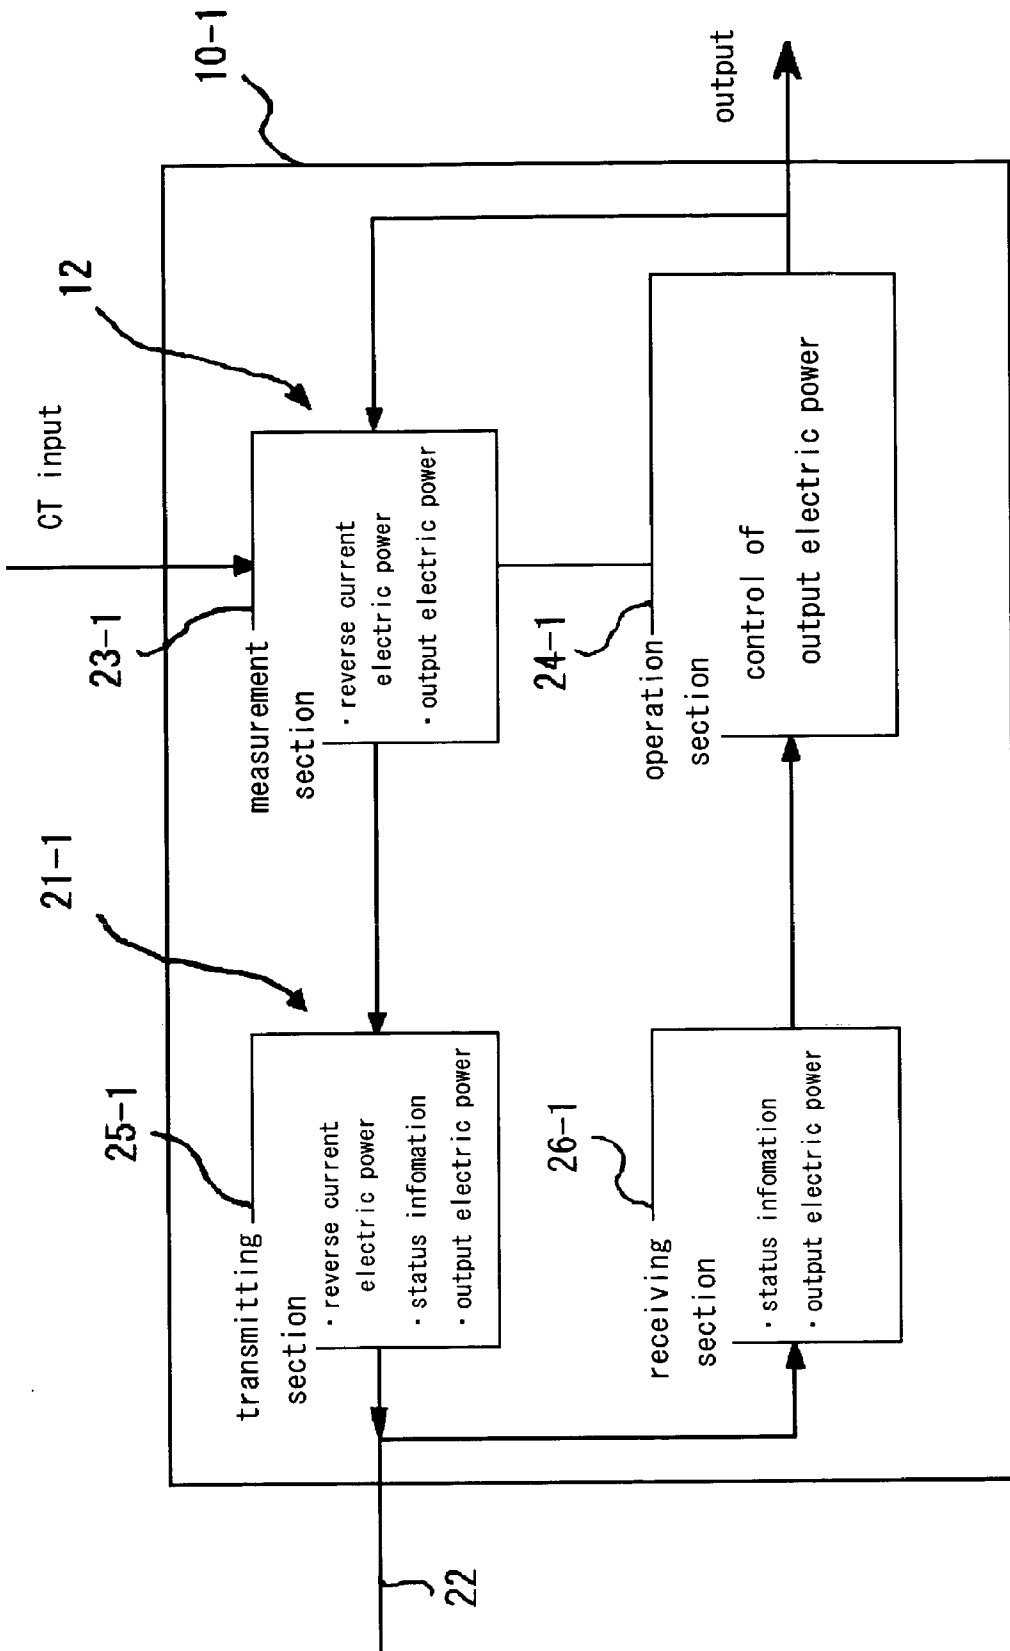 10-1
output
12
CT input
23-1
measurement
section
・reverse current
electric power
・output electric power
24-1
operation
section
control of
output electric power
21-1
25-1
transmitting
section
・reverse current
electric power
・status infomation
・output electric power
26-1
receiving
section
・status infomation
・output electric power
22